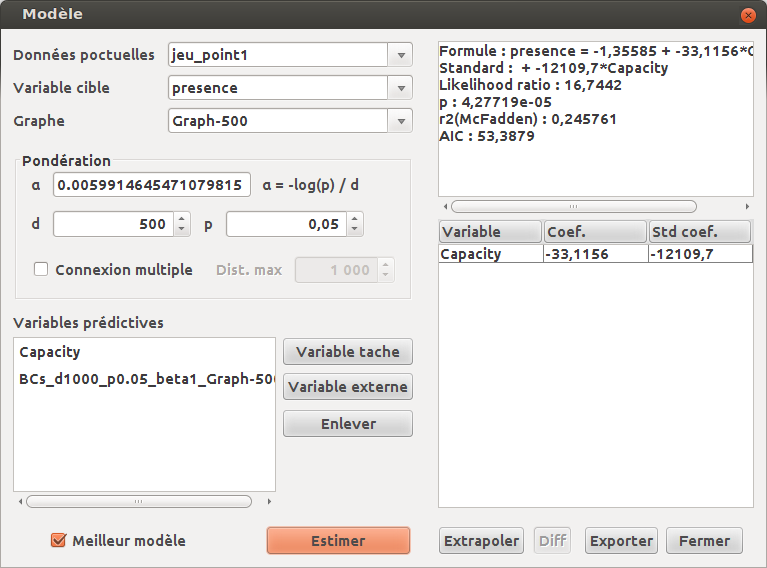 Modèle
Données poctuelles jeu_point1
Variable cible presence
Graphe Graph-500
Pondération
α 0.0059914645471079815 α = -log(p) / d
d 500 p 0,05
Connexion multiple Dist. max 1 000
Variables prédictives
Capacity
BCs_d1000_p0.05_beta1_Graph-500
Variable tache
Variable externe
Enlever
Meilleur modèle Estimer
Formule : presence = -1,35585 + -33,1156*C
Standard : + -12109,7*Capacity
Likelihood ratio : 16,7442
p : 4,27719e-05
r2(McFadden) : 0,245761
AIC : 53,3879
Variable Coef. Std coef.
Capacity -33,1156 -12109,7
Extrapoler Diff Exporter Fermer